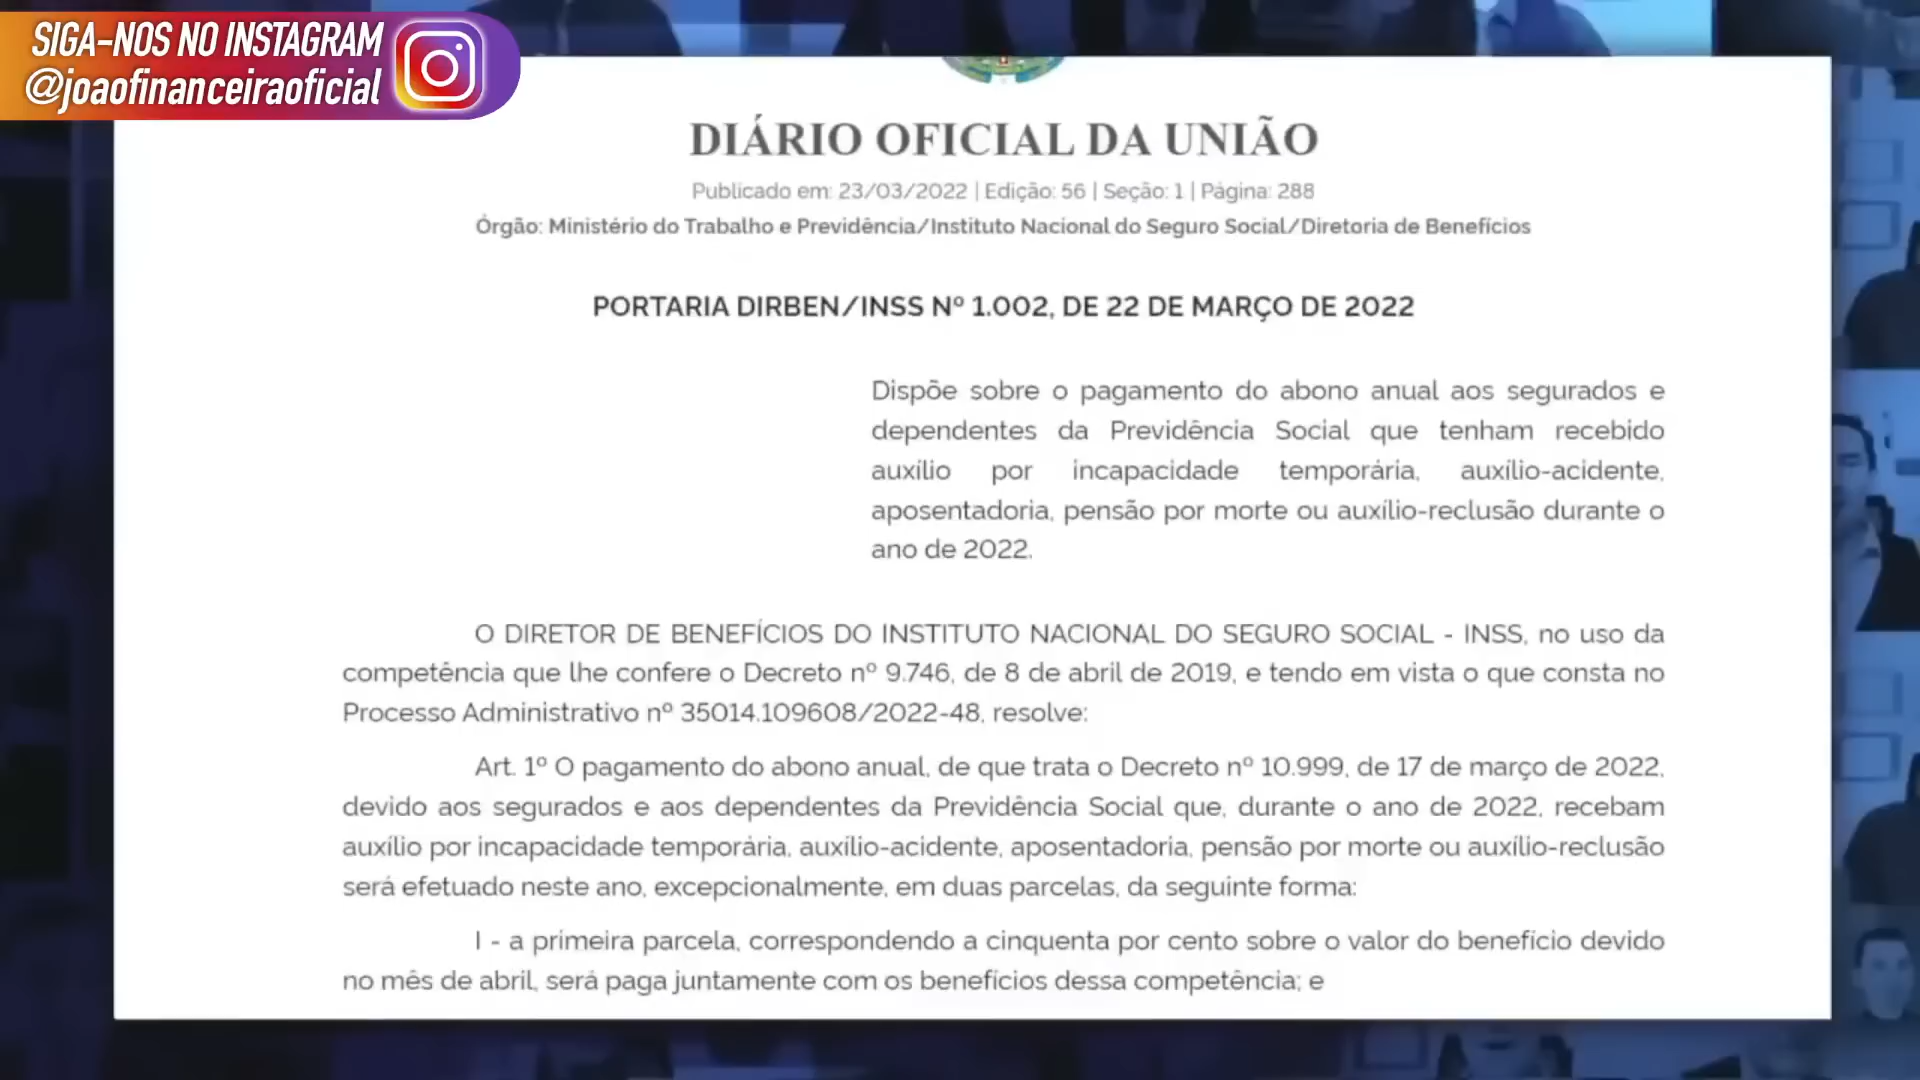 SIGA-NOS NO INSTAGRAM
@joaofinanceiraoficial
DIÁRIO OFICIAL DA UNIÃO
Publicado em: 23/03/2022 | Edição: 56 | Seção: 1 | Página: 288
Órgão: Ministério do Trabalho e Previdência/Instituto Nacional do Seguro Social/Diretoria de Benefícios
PORTARIA DIRBEN/INSS Nº 1.002, DE 22 DE MARÇO DE 2022
Dispõe sobre o pagamento do abono anual aos segurados e
dependentes da Previdência Social que tenham recebido
auxílio por incapacidade temporária, auxílio-acidente,
aposentadoria, pensão por morte ou auxílio-reclusão durante o
ano de 2022.
O DIRETOR DE BENEFÍCIOS DO INSTITUTO NACIONAL DO SEGURO SOCIAL - INSS, no uso da
competência que lhe confere o Decreto nº 9.746, de 8 de abril de 2019, e tendo em vista o que consta no
Processo Administrativo nº 35014.109608/2022-48, resolve:
Art. 1º O pagamento do abono anual, de que trata o Decreto nº 10.999, de 17 de março de 2022,
devido aos segurados e aos dependentes da Previdência Social que, durante o ano de 2022, recebam
auxílio por incapacidade temporária, auxílio-acidente, aposentadoria, pensão por morte ou auxílio-reclusão
será efetuado neste ano, excepcionalmente, em duas parcelas, da seguinte forma:
I - a primeira parcela, correspondendo a cinquenta por cento sobre o valor do benefício devido
no mês de abril, será paga juntamente com os benefícios dessa competência; e